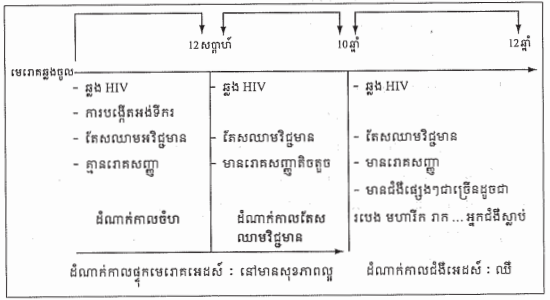 12 សប្តាហ៍ 10ឆ្នាំ 12ឆ្នាំ
មេរោគឆ្លងចូល
- ឆ្លង HIV - ឆ្លង HIV - ឆ្លង HIV
- ការបង្កើតអង់ទីករ
- តែសឈាមអវិជ្ជមាន - តែសឈាមវិជ្ជមាន - តែសឈាមវិជ្ជមាន
- គ្មានរោគសញ្ញា - មានរោគសញ្ញាតិចតួច - មានរោគសញ្ញា
- មានជំងឺផ្សេងៗជាច្រើនដូចជា
ដំណាក់កាលចំហ ដំណាក់កាលតែស របេង មហារីក រាក ... អ្នកជំងឺស្លាប់
ឈាមវិជ្ជមាន
ដំណាក់កាលផ្ទុកមេរោគអេដស៍ : នៅមានសុខភាពល្អ ដំណាក់កាលជំងឺអេដស៍ : ឈឺ